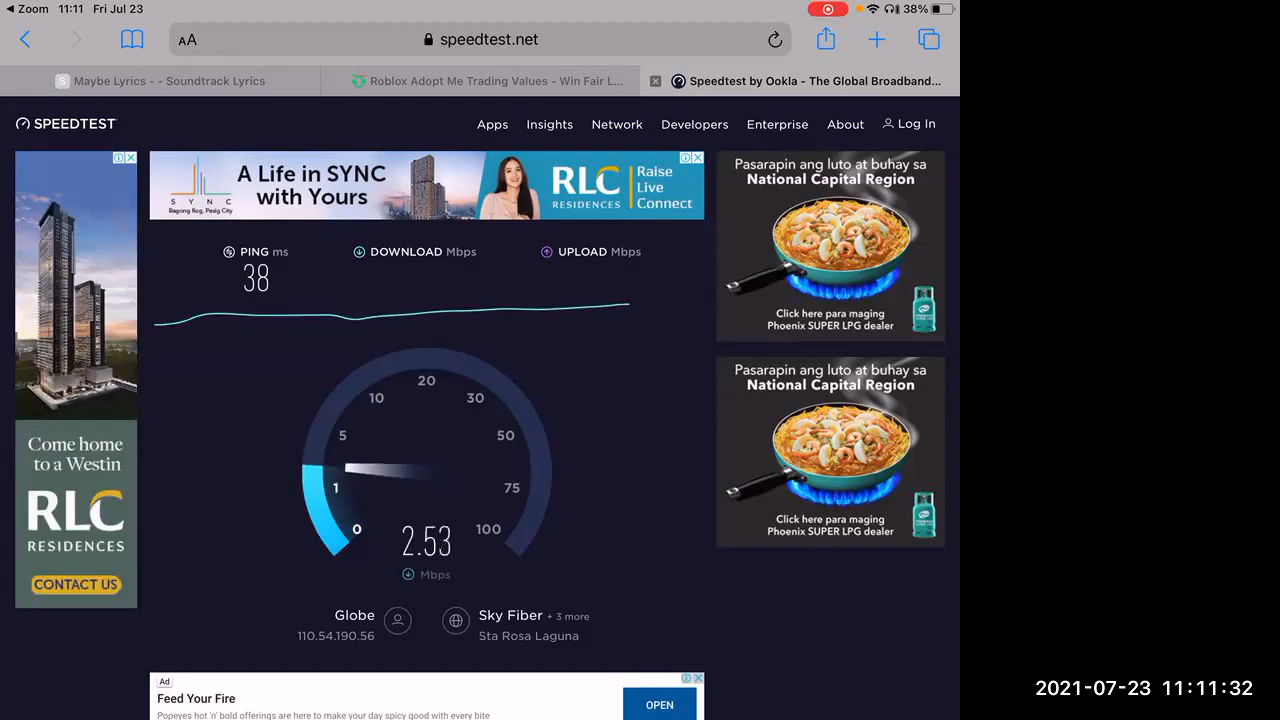 Zoom 11:11 Fri Jul 23 38%
AA speedtest.net
S Maybe Lyrics - - Soundtrack Lyrics
Roblox Adopt Me Trading Values - Win Fair L...
Speedtest by Ookla - The Global Broadband...
SPEEDTEST
Apps Insights Network Developers Enterprise About Log In
SYNC
Bagong Ilog, Pasig City
A Life in SYNC
with Yours
RLC
RESIDENCES
Raise
Live
Connect
Come home
to a Westin
RLC
RESIDENCES
CONTACT US
PING ms
38
DOWNLOAD Mbps
UPLOAD Mbps
0
1
5
10
20
30
50
75
100
2.53
Mbps
Globe
110.54.190.56
Sky Fiber + 3 more
Sta Rosa Laguna
Pasarapin ang luto at buhay sa
National Capital Region
Click here para maging
Phoenix SUPER LPG dealer
Pasarapin ang luto at buhay sa
National Capital Region
Click here para maging
Phoenix SUPER LPG dealer
Ad
Feed Your Fire
Popeyes hot 'n' bold offerings are here to make your day spicy good with every bite
OPEN
2021-07-23 11:11:32